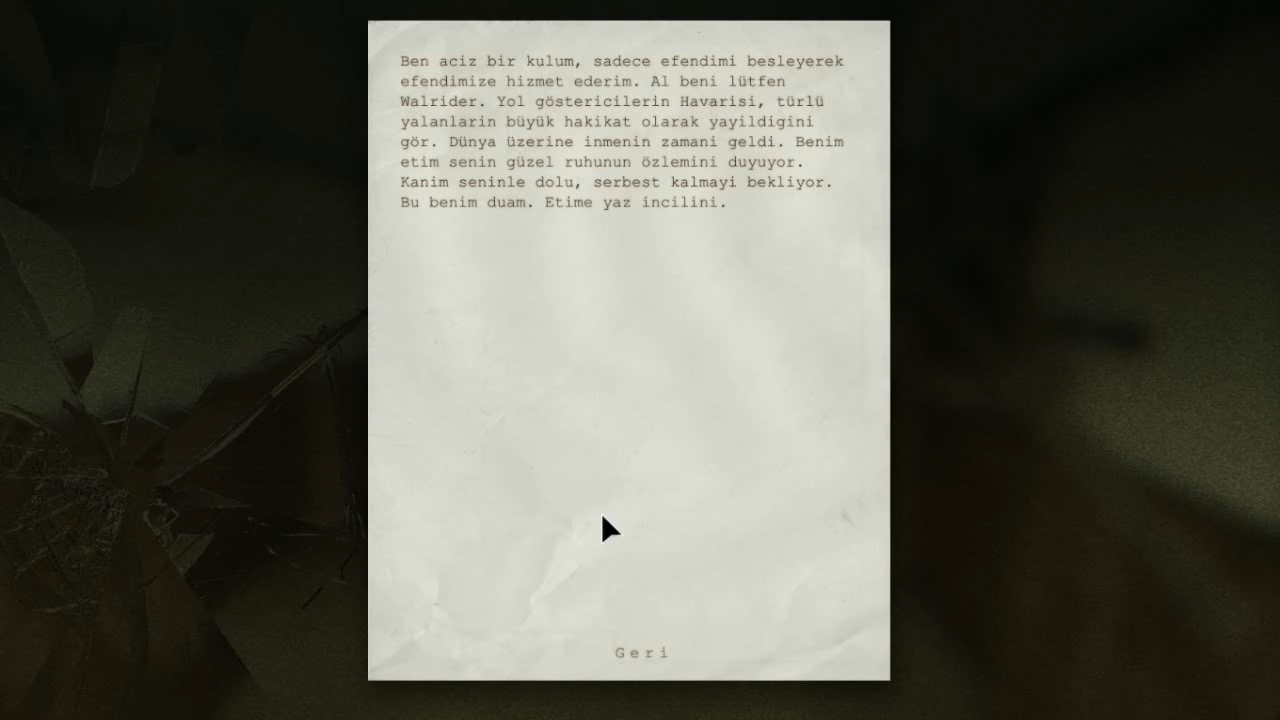 Ben aciz bir kulum, sadece efendimi besleyerek
efendimize hizmet ederim. Al beni lütfen
Walrider. Yol göstericilerin Havarisi, türlü
yalanlarin büyük hakikat olarak yayildigini
gör. Dünya üzerine inmenin zamani geldi. Benim
etim senin güzel ruhunun özlemini duyuyor.
Kanim seninle dolu, serbest kalmayi bekliyor.
Bu benim duam. Etime yaz incilini.
Geri